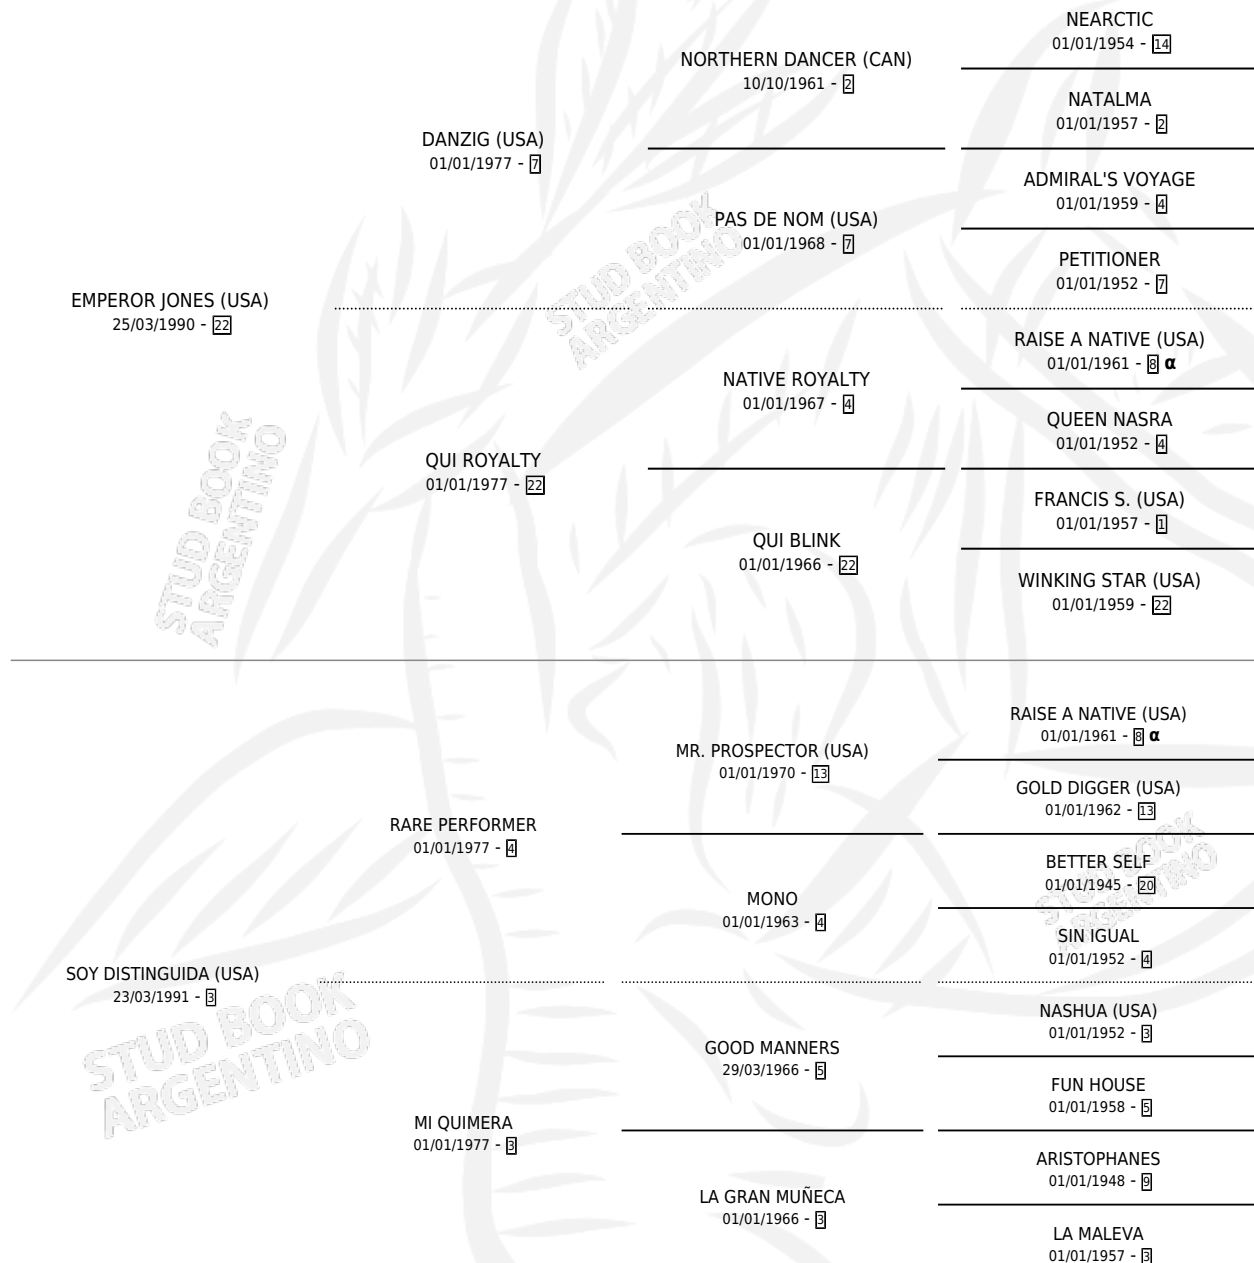 NEARCTIC
01/01/1954 - 14
NORTHERN DANCER (CAN)
10/10/1961 - 2
NATALMA
01/01/1957 - 2
DANZIG (USA)
01/01/1977 - 7
ADMIRAL'S VOYAGE
01/01/1959 - 4
PAS DE NOM (USA)
01/01/1968 - 7
PETITIONER
01/01/1952 - 7
EMPEROR JONES (USA)
25/03/1990 - 22
RAISE A NATIVE (USA)
01/01/1961 - 8 α
NATIVE ROYALTY
01/01/1967 - 4
QUEEN NASRA
01/01/1952 - 4
QUI ROYALTY
01/01/1977 - 22
FRANCIS S. (USA)
01/01/1957 - 1
QUI BLINK
01/01/1966 - 22
WINKING STAR (USA)
01/01/1959 - 22
RAISE A NATIVE (USA)
01/01/1961 - 8 α
MR. PROSPECTOR (USA)
01/01/1970 - 13
GOLD DIGGER (USA)
01/01/1962 - 13
RARE PERFORMER
01/01/1977 - 4
BETTER SELF
01/01/1945 - 20
MONO
01/01/1963 - 4
SIN IGUAL
01/01/1952 - 4
SOY DISTINGUIDA (USA)
23/03/1991 - 3
NASHUA (USA)
01/01/1952 - 3
GOOD MANNERS
29/03/1966 - 5
FUN HOUSE
01/01/1958 - 5
MI QUIMERA
01/01/1977 - 3
ARISTOPHANES
01/01/1948 - 9
LA GRAN MUÑECA
01/01/1966 - 3
LA MALEVA
01/01/1957 - 3
STUD BOOK
ARGENTINO
STUD BOOK
ARGENTINO
STUD BOOK
ARGENTINO
STUD BOOK
ARGENTINO